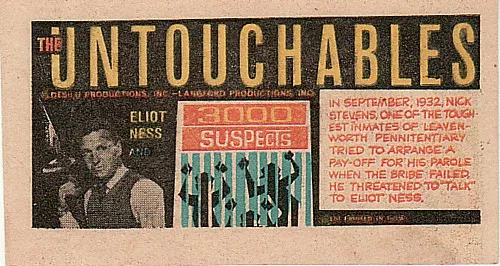 THE
UNTOUCHABLES
© DESILU PRODUCTIONS, INC.-LANGFORD PRODUCTIONS, INC.
ELIOT
NESS
AND
3000
SUSPECTS
IN SEPTEMBER, 1932, NICK
STEVENS, ONE OF THE TOUGH-
EST INMATES OF LEAVEN-
WORTH PENNITENTIARY
TRIED TO ARRANGE A
PAY-OFF FOR HIS PAROLE
WHEN THE BRIBE FAILED,
HE THREATENED TO "TALK"
TO ELIOT NESS.
PRINTED IN